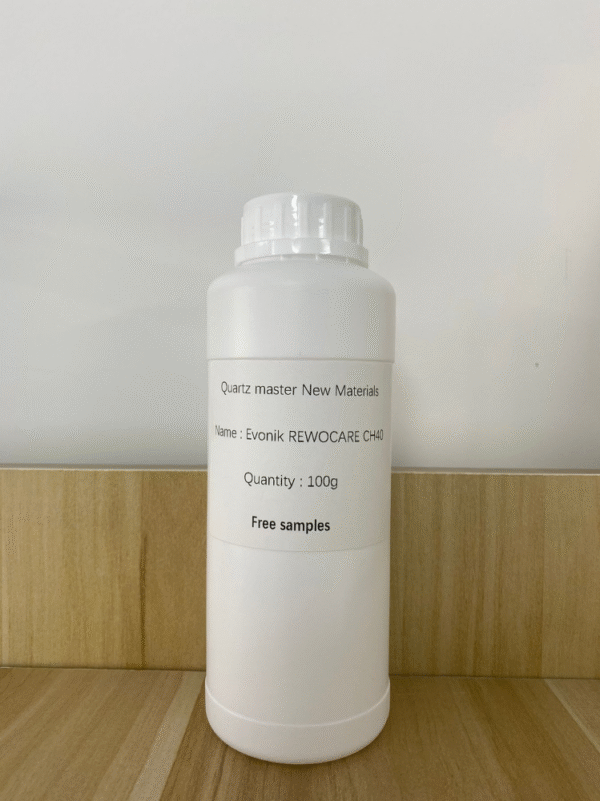 Quartz master New Materials
Name : Evonik REWOCARE CH40
Quantity : 100g
Free samples